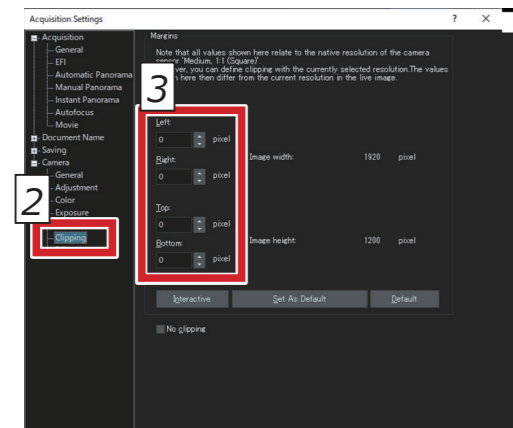 Acquisition Settings
? ×
Acquisition
General
EFI
Automatic Panorama
Manual Panorama
Instant Panorama
Autofocus
Movie
Document Name
Saving
Camera
General
Adjustment
Color
Exposure
Clipping
2
Margins
Note that all values shown here relate to the native resolution of the camera
'Medium, 1:1 (Square)'.
you can define clipping with the currently selected resolution.The values
here then differ from the current resolution in the live image.
3
Left:
0 pixel
Right:
0 pixel
Image width: 1920 pixel
Top:
0 pixel
Bottom:
0 pixel
Image height: 1200 pixel
Interactive Set As Default Default
No clipping